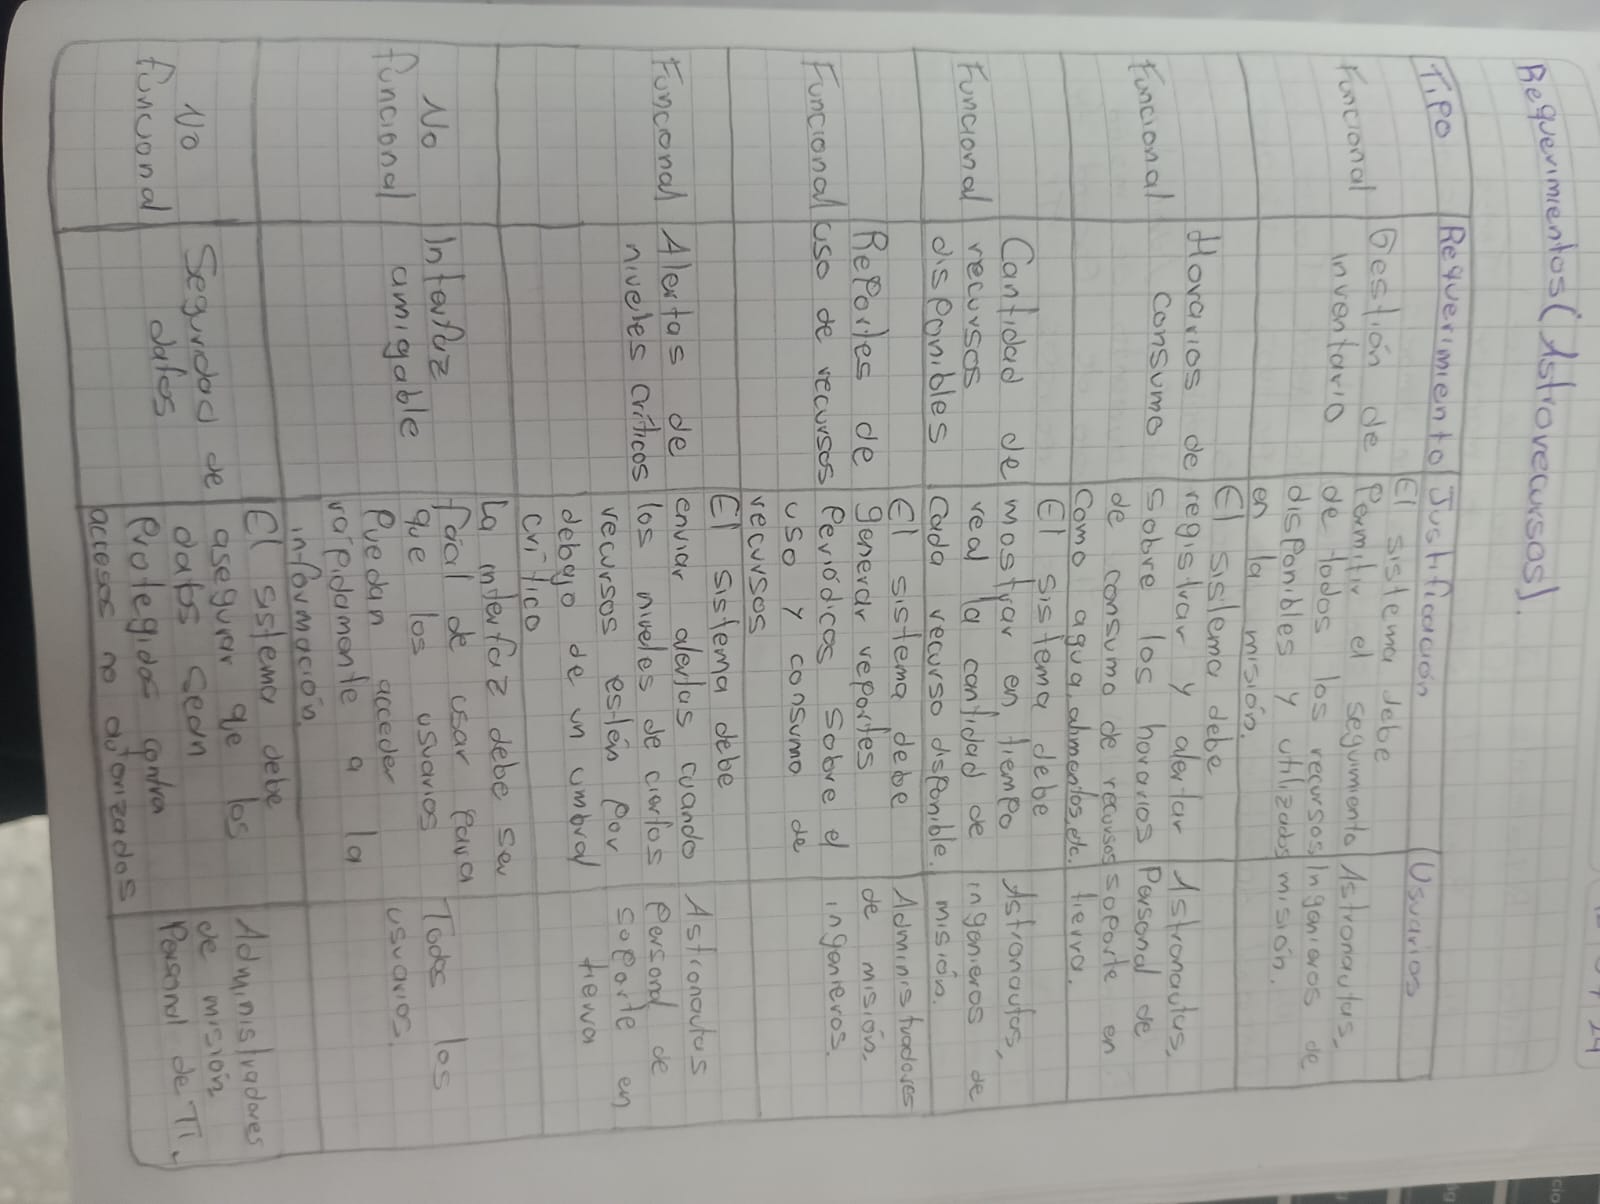 Requerimientos (Astrorecursos).
Tipo Requerimiento Justificación Usuarios
Funcional
Gestión de
inventario
El sistema debe
Permitir el seguimiento
de todos los recursos
disponibles y utilizados
en la misión.
Astronautas,
Ingenieros de
misión.
Funcional
Horarios de
consumo
El sistema debe
registrar y alertar
sobre los horarios
de consumo de recursos
como agua, alimentos, etc.
Astronautas,
Personal de
soporte en
tierra.
Funcional
Cantidad de
recursos
disponibles
El sistema debe
mostrar en tiempo
real la cantidad de
cada recurso disponible.
Astronautas,
ingenieros de
misión.
Funcional
Reportes de
uso de recursos
El sistema debe
generar reportes
Periódicos sobre el
uso y consumo de
recursos
Administradores
de misión,
ingenieros.
Funcional
Alertas de
niveles críticos
El sistema debe
enviar alertas cuando
los niveles de ciertos
recursos estén por
debajo de un umbral
crítico
Astronautas
Personal de
soporte en
tierra
No
funcional
Interfaz
amigable
La interfaz debe ser
fácil de usar para
que los usuarios
Puedan acceder
rápidamente a la
información.
Todos los
usuarios.
No
funcional
Seguridad de
datos
El sistema debe
asegurar que los
datos sean
Protegidos contra
accesos no autorizados
Administradores
de misión
Personal de TI.